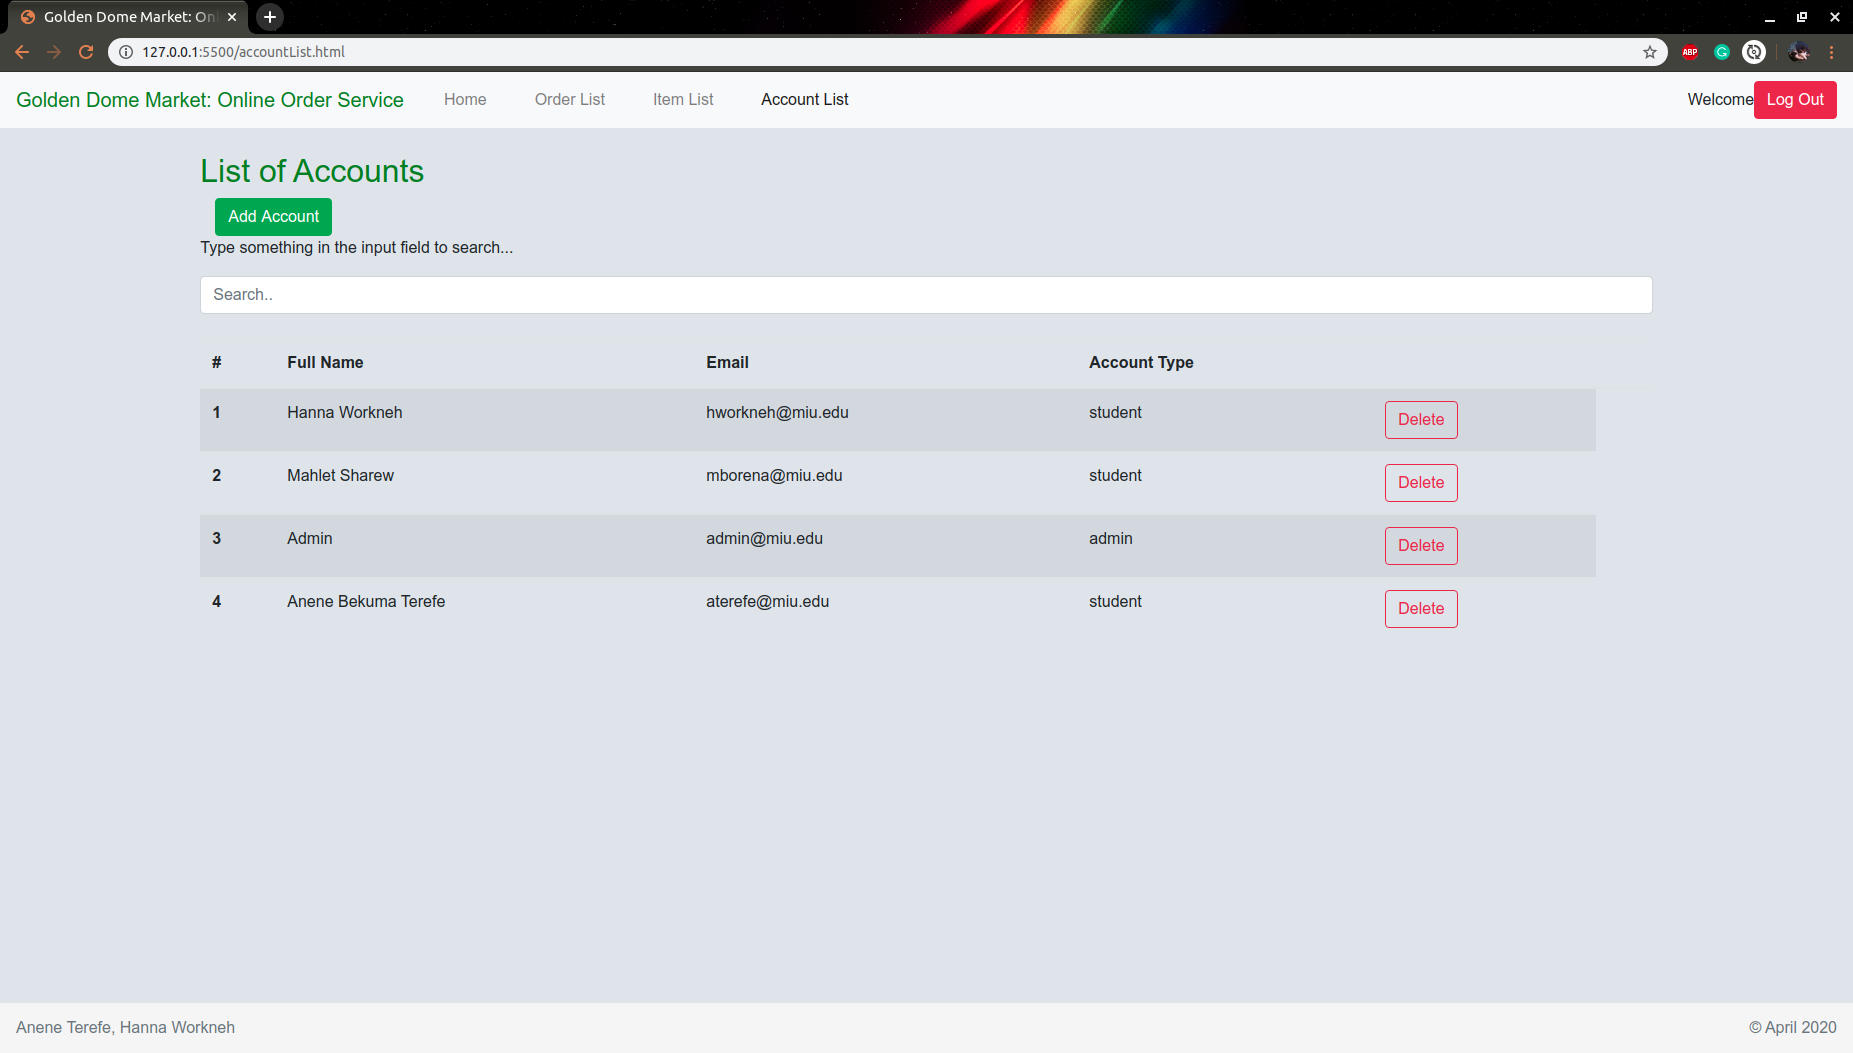 Golden Dome Market: Onl
127.0.0.1:5500/accountList.html
ABP
Golden Dome Market: Online Order Service Home Order List Item List Account List Welcome Log Out
List of Accounts
Add Account
Type something in the input field to search...
Search..
# Full Name Email Account Type
1 Hanna Workneh hworkneh@miu.edu student Delete
2 Mahlet Sharew mborena@miu.edu student Delete
3 Admin admin@miu.edu admin Delete
4 Anene Bekuma Terefe aterefe@miu.edu student Delete
Anene Terefe, Hanna Workneh © April 2020